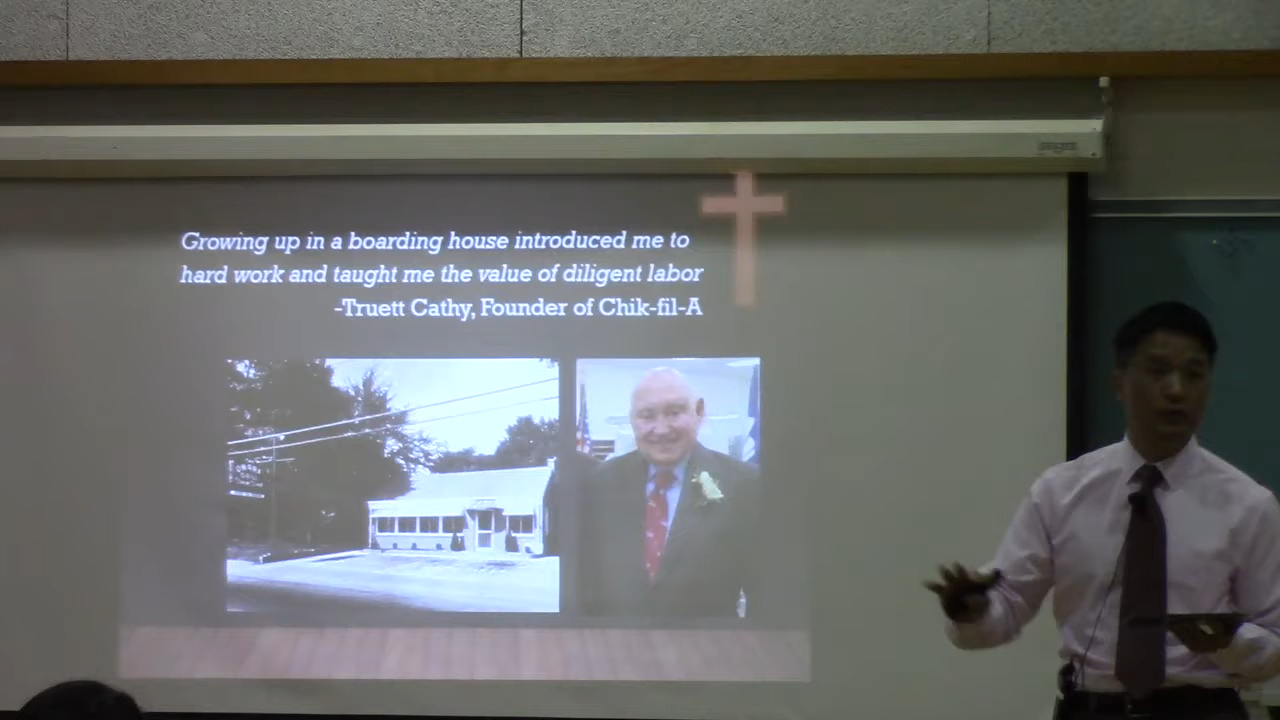 Growing up in a boarding house introduced me to
hard work and taught me the value of diligent labor
-Truett Cathy, Founder of Chik-fil-A